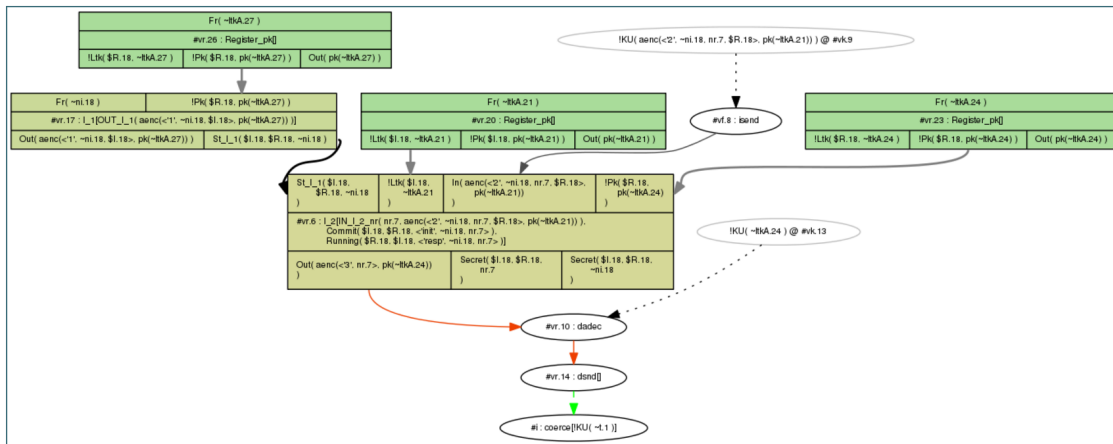 Fr( ~ltkA.27 )
#vr.26 : Register_pk[]
!Ltk( $R.18, ~ltkA.27 )
!Pk( $R.18, pk(~ltkA.27) )
Out( pk(~ltkA.27) )
!KU( aenc(<'2', ~ni.18, nr.7, $R.18>, pk(~ltkA.21)) ) @ #vk.9
Fr( ~ni.18 )
!Pk( $R.18, pk(~ltkA.27) )
#vr.17 : I_1[OUT_I_1( aenc(<'1', ~ni.18, $I.18>, pk(~ltkA.27)) )]
Out( aenc(<'1', ~ni.18, $I.18>, pk(~ltkA.27)) )
St_I_1( $I.18, $R.18, ~ni.18 )
Fr( ~ltkA.21 )
#vr.20 : Register_pk[]
!Ltk( $I.18, ~ltkA.21 )
!Pk( $I.18, pk(~ltkA.21) )
Out( pk(~ltkA.21) )
#vf.8 : isend
Fr( ~ltkA.24 )
#vr.23 : Register_pk[]
!Ltk( $R.18, ~ltkA.24 )
!Pk( $R.18, pk(~ltkA.24) )
Out( pk(~ltkA.24) )
St_I_1( $I.18,
$R.18, ~ni.18
)
!Ltk( $I.18,
~ltkA.21
)
In( aenc(<'2', ~ni.18, nr.7, $R.18>,
pk(~ltkA.21))
)
!Pk( $R.18,
pk(~ltkA.24)
)
#vr.6 : I_2[IN_I_2_nr( nr.7, aenc(<'2', ~ni.18, nr.7, $R.18>, pk(~ltkA.21)) ),
Commit( $I.18, $R.18, <'init', ~ni.18, nr.7> ),
Running( $R.18, $I.18, <'resp', ~ni.18, nr.7> )]
Out( aenc(<'3', nr.7>, pk(~ltkA.24))
)
Secret( $I.18, $R.18,
nr.7
)
Secret( $I.18, $R.18,
~ni.18
)
!KU( ~ltkA.24 ) @ #vk.13
#vr.10 : dadec
#vr.14 : dsnd[]
#i : coerce[!KU( ~t.1 )]